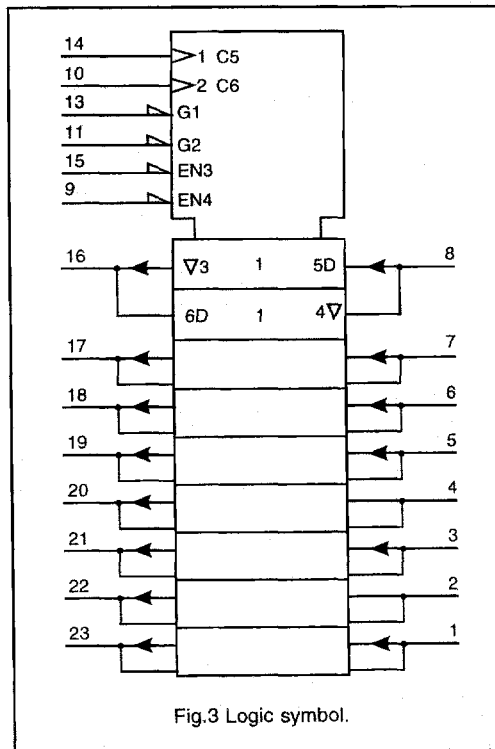 14 1 C5
10 2 C6
13 G1
11 G2
15 EN3
9 EN4
16 ▽3 1 5D 8
6D 1 4▽
17 7
18 6
19 5
20 4
21 3
22 2
23 1
Fig.3 Logic symbol.